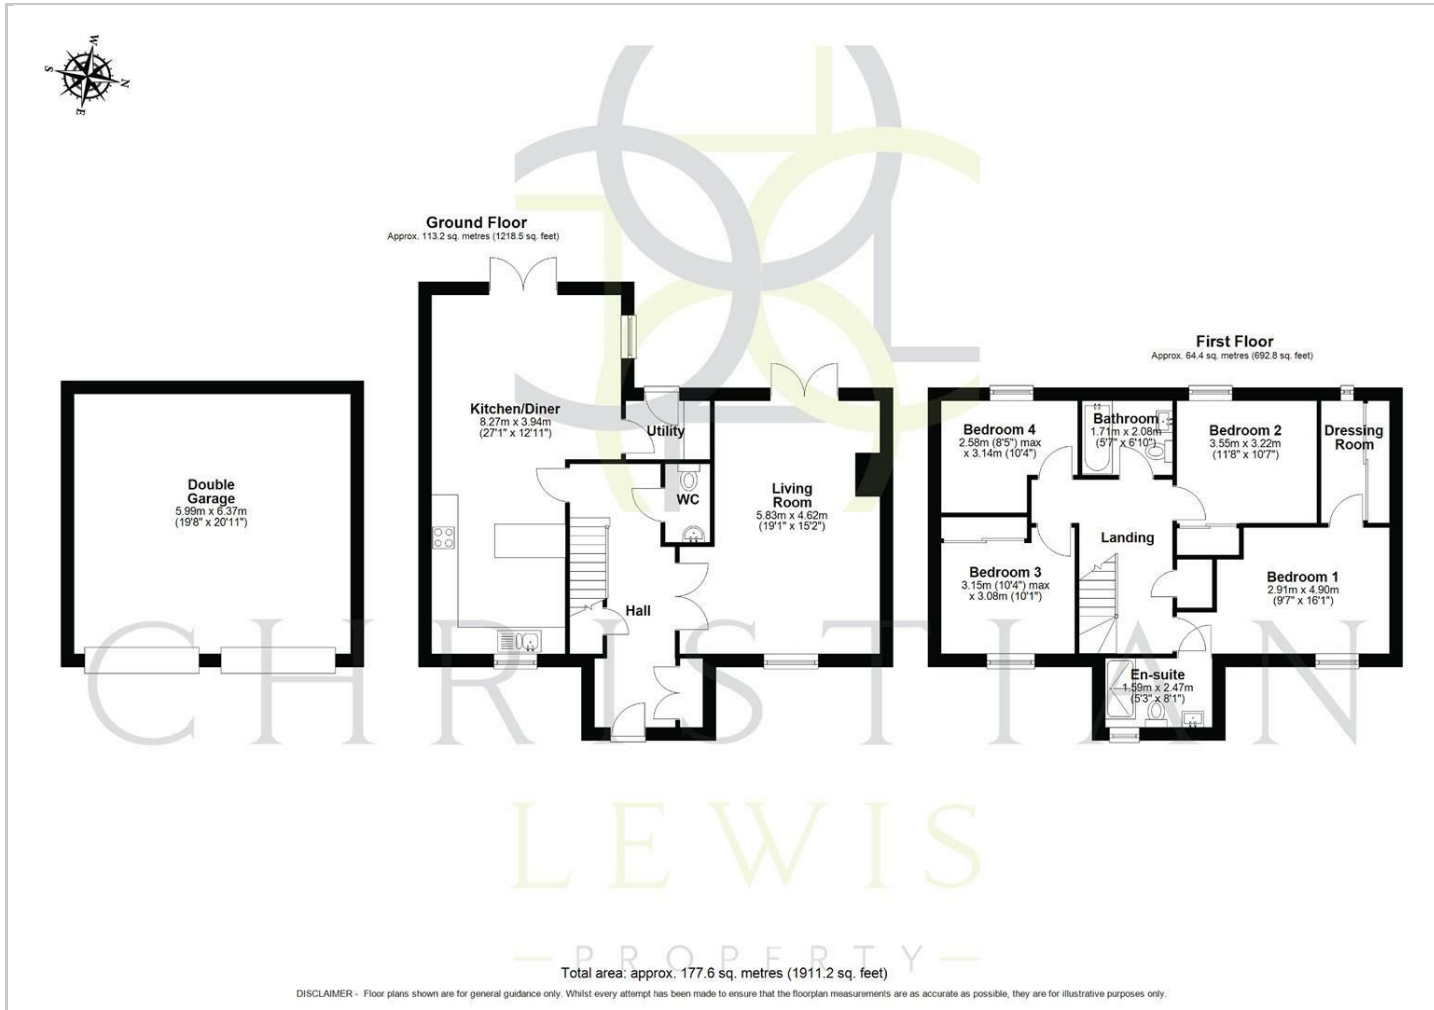 W
S
N
E
Ground Floor
Approx. 113.2 sq. metres (1218.5 sq. feet)
First Floor
Approx. 64.4 sq. metres (692.8 sq. feet)
Double
Garage
5.99m x 6.37m
(19'8" x 20'11")
Kitchen/Diner
8.27m x 3.94m
(27'1" x 12'11")
Utility
WC
Living
Room
5.83m x 4.62m
(19'1" x 15'2")
Hall
Bedroom 4
2.58m (8'5") max
x 3.14m (10'4")
Bathroom
1.71m x 2.08m
(5'7" x 6'10")
Bedroom 2
3.55m x 3.22m
(11'8" x 10'7")
Dressing
Room
Landing
Bedroom 3
3.15m (10'4") max
x 3.08m (10'1")
Bedroom 1
2.91m x 4.90m
(9'7" x 16'1")
En-suite
1.59m x 2.47m
(5'3" x 8'1")
CHRISTIAN
LEWIS
PROPERTY
Total area: approx. 177.6 sq. metres (1911.2 sq. feet)
DISCLAIMER - Floor plans shown are for general guidance only. Whilst every attempt has been made to ensure that the floorplan measurements are as accurate as possible, they are for illustrative purposes only.